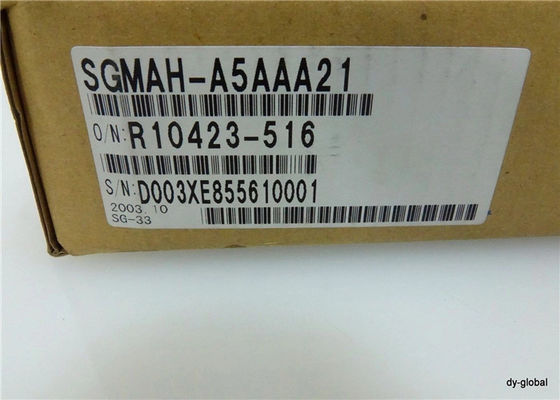 SGMAH-A5AAA21
O/N:R10423-516
S/N:D003XE855610001
2003.10
SG-33
dy-global